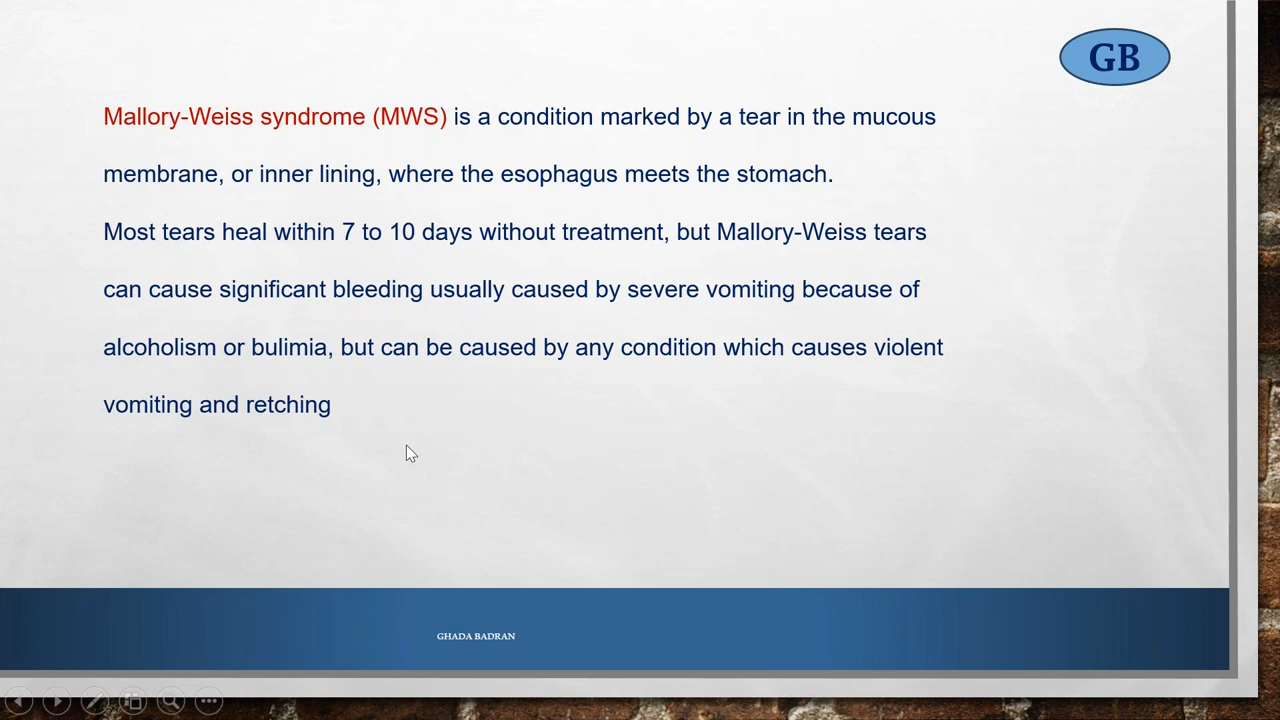 GB
Mallory-Weiss syndrome (MWS) is a condition marked by a tear in the mucous
membrane, or inner lining, where the esophagus meets the stomach.
Most tears heal within 7 to 10 days without treatment, but Mallory-Weiss tears
can cause significant bleeding usually caused by severe vomiting because of
alcoholism or bulimia, but can be caused by any condition which causes violent
vomiting and retching
GHADA BADRAN